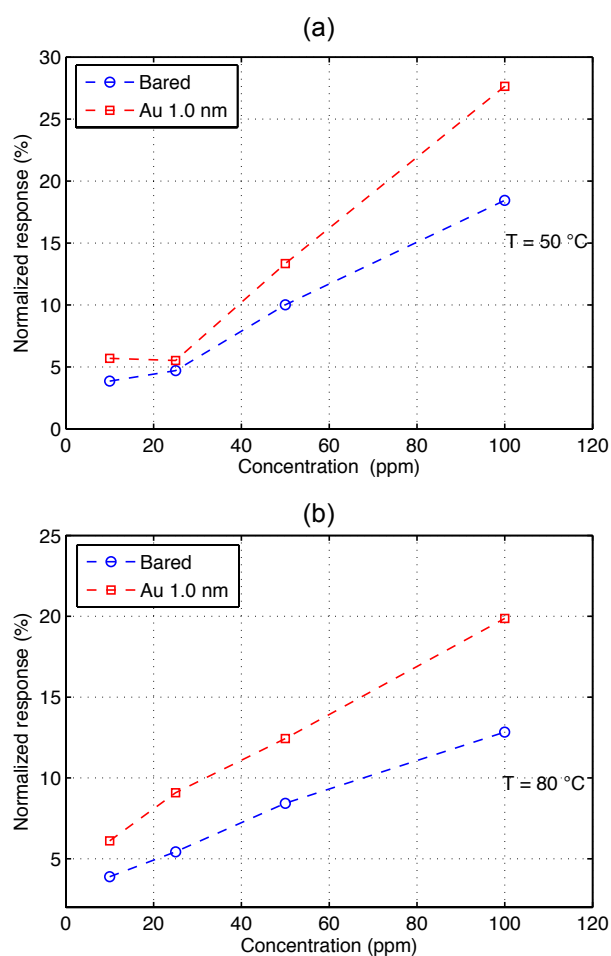 (a)
30
25
20
15
10
5
0
Normalized response (%)
Bared
Au 1.0 nm
T = 50 °C
0 20 40 60 80 100 120
Concentration (ppm)
(b)
25
20
15
10
5
Normalized response (%)
Bared
Au 1.0 nm
T = 80 °C
0 20 40 60 80 100 120
Concentration (ppm)